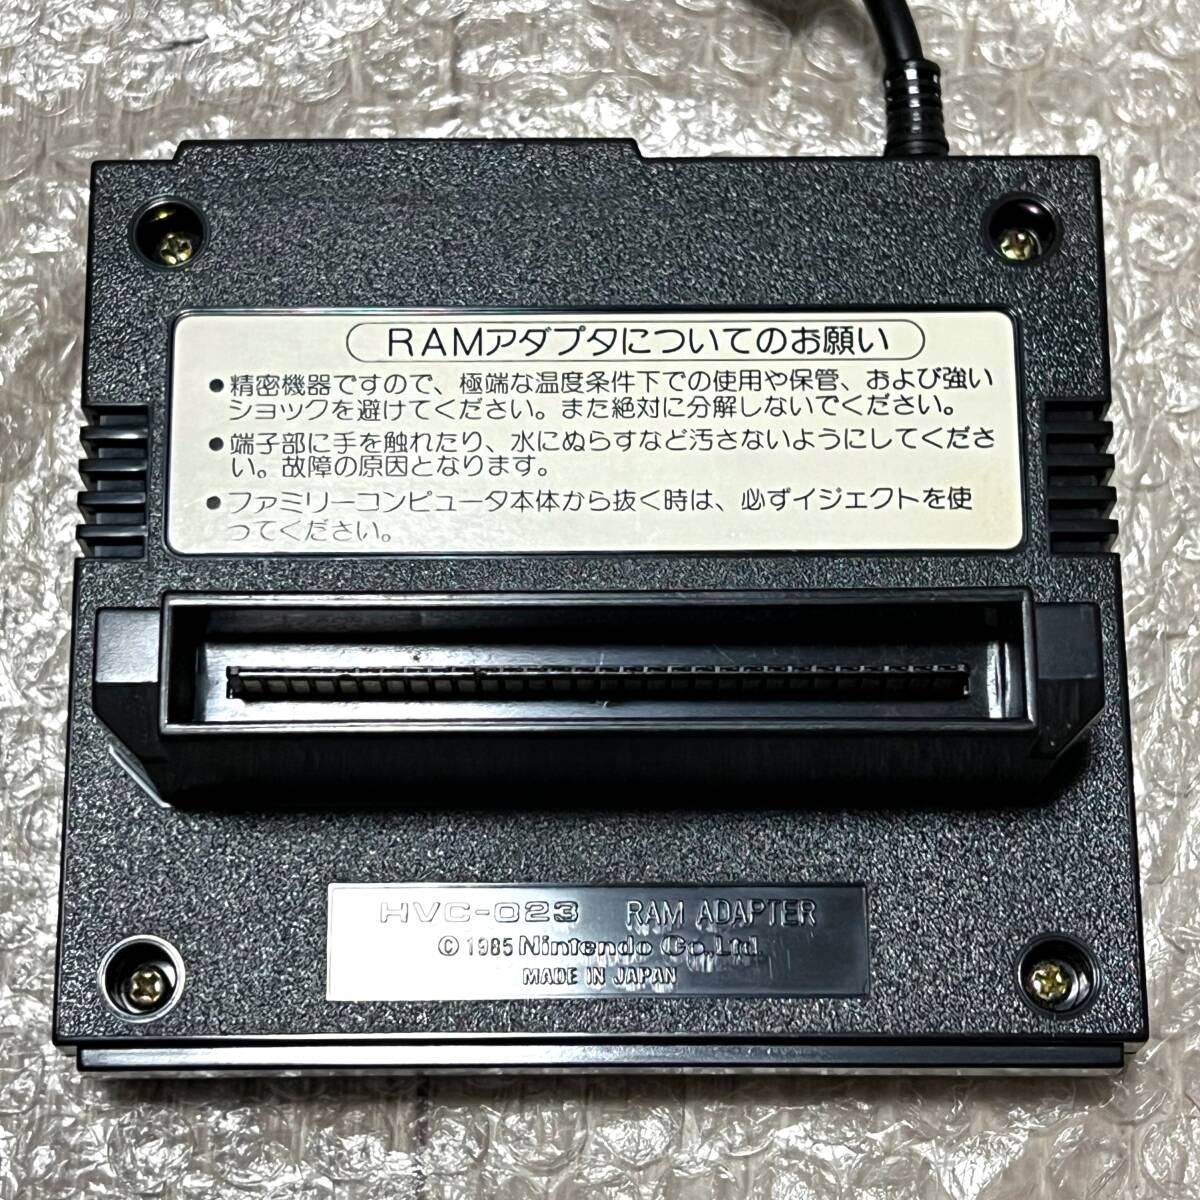 RAMアダプタについてのお願い
●精密機器ですので、極端な温度条件下での使用や保管、および強い
ショックを避けてください。また絶対に分解しないでください。
●端子部に手を触れたり、水にぬらすなど汚さないようにしてくださ
い。故障の原因となります。
●ファミリーコンピュータ本体から抜く時は、必ずイジェクトを使
ってください。
HVC-023 RAM ADAPTER
© 1985 Nintendo Co., Ltd.
MADE IN JAPAN